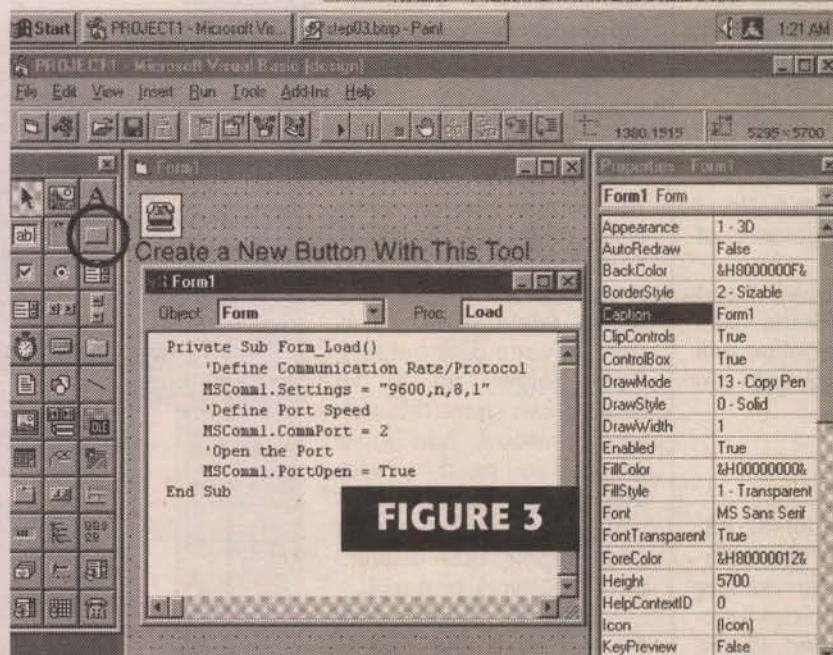 Start
PROJECT1 - Microsoft Vis...
step03.bmp - Paint
1:21 AM
PROJECT1 - Microsoft Visual Basic [design]
File Edit View Insert Run Tools Add-Ins Help
1380,1515
5295 × 5700
Form1
Properties - Form1
Form1 Form
A
ab
Create a New Button With This Tool
Form1
Object: Form
Proc: Load
Private Sub Form_Load()
'Define Communication Rate/Protocol
MSComm1.Settings = "9600,n,8,1"
'Define Port Speed
MSComm1.CommPort = 2
'Open the Port
MSComm1.PortOpen = True
End Sub
OLE
FIGURE 3
Appearance 1 - 3D
AutoRedraw False
BackColor &H8000000F&
BorderStyle 2 - Sizable
Caption Form1
ClipControls True
ControlBox True
DrawMode 13 - Copy Pen
DrawStyle 0 - Solid
DrawWidth 1
Enabled True
FillColor &H00000000&
FillStyle 1 - Transparent
Font MS Sans Serif
FontTransparent True
ForeColor &H80000012&
Height 5700
HelpContextID 0
Icon (Icon)
KeyPreview False